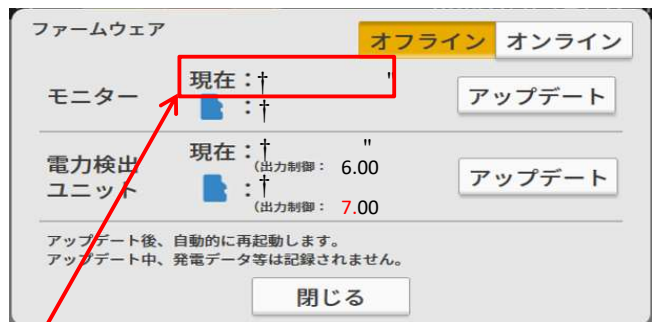 ファームウェア
オフライン オンライン
モニター
現在:† "
:†
アップデート
電力検出
ユニット
現在:† "
(出力制御: 6.00
:†
(出力制御: 7.00
アップデート
アップデート後、自動的に再起動します。
アップデート中、発電データ等は記録されません。
閉じる